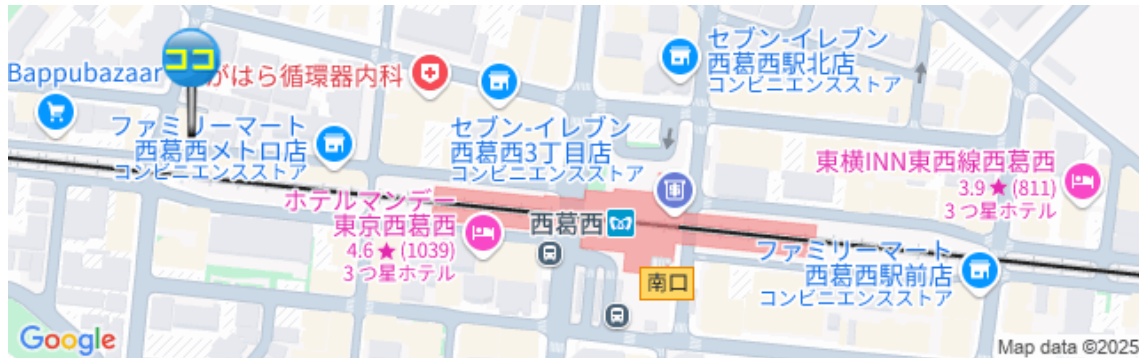 ココ
Bappubazaar
がはら循環器内科
セブン-イレブン
西葛西駅北店
コンビニエンスストア
ファミリーマート
西葛西メトロ店
コンビニエンスストア
セブン-イレブン
西葛西3丁目店
コンビニエンスストア
東横INN東西線西葛西
3.9 ★ (811)
3 つ星ホテル
ホテルマンデー
東京西葛西
4.6 ★ (1039)
3 つ星ホテル
西葛西
南口
ファミリーマート
西葛西駅前店
コンビニエンスストア
Google
Map data ©2025